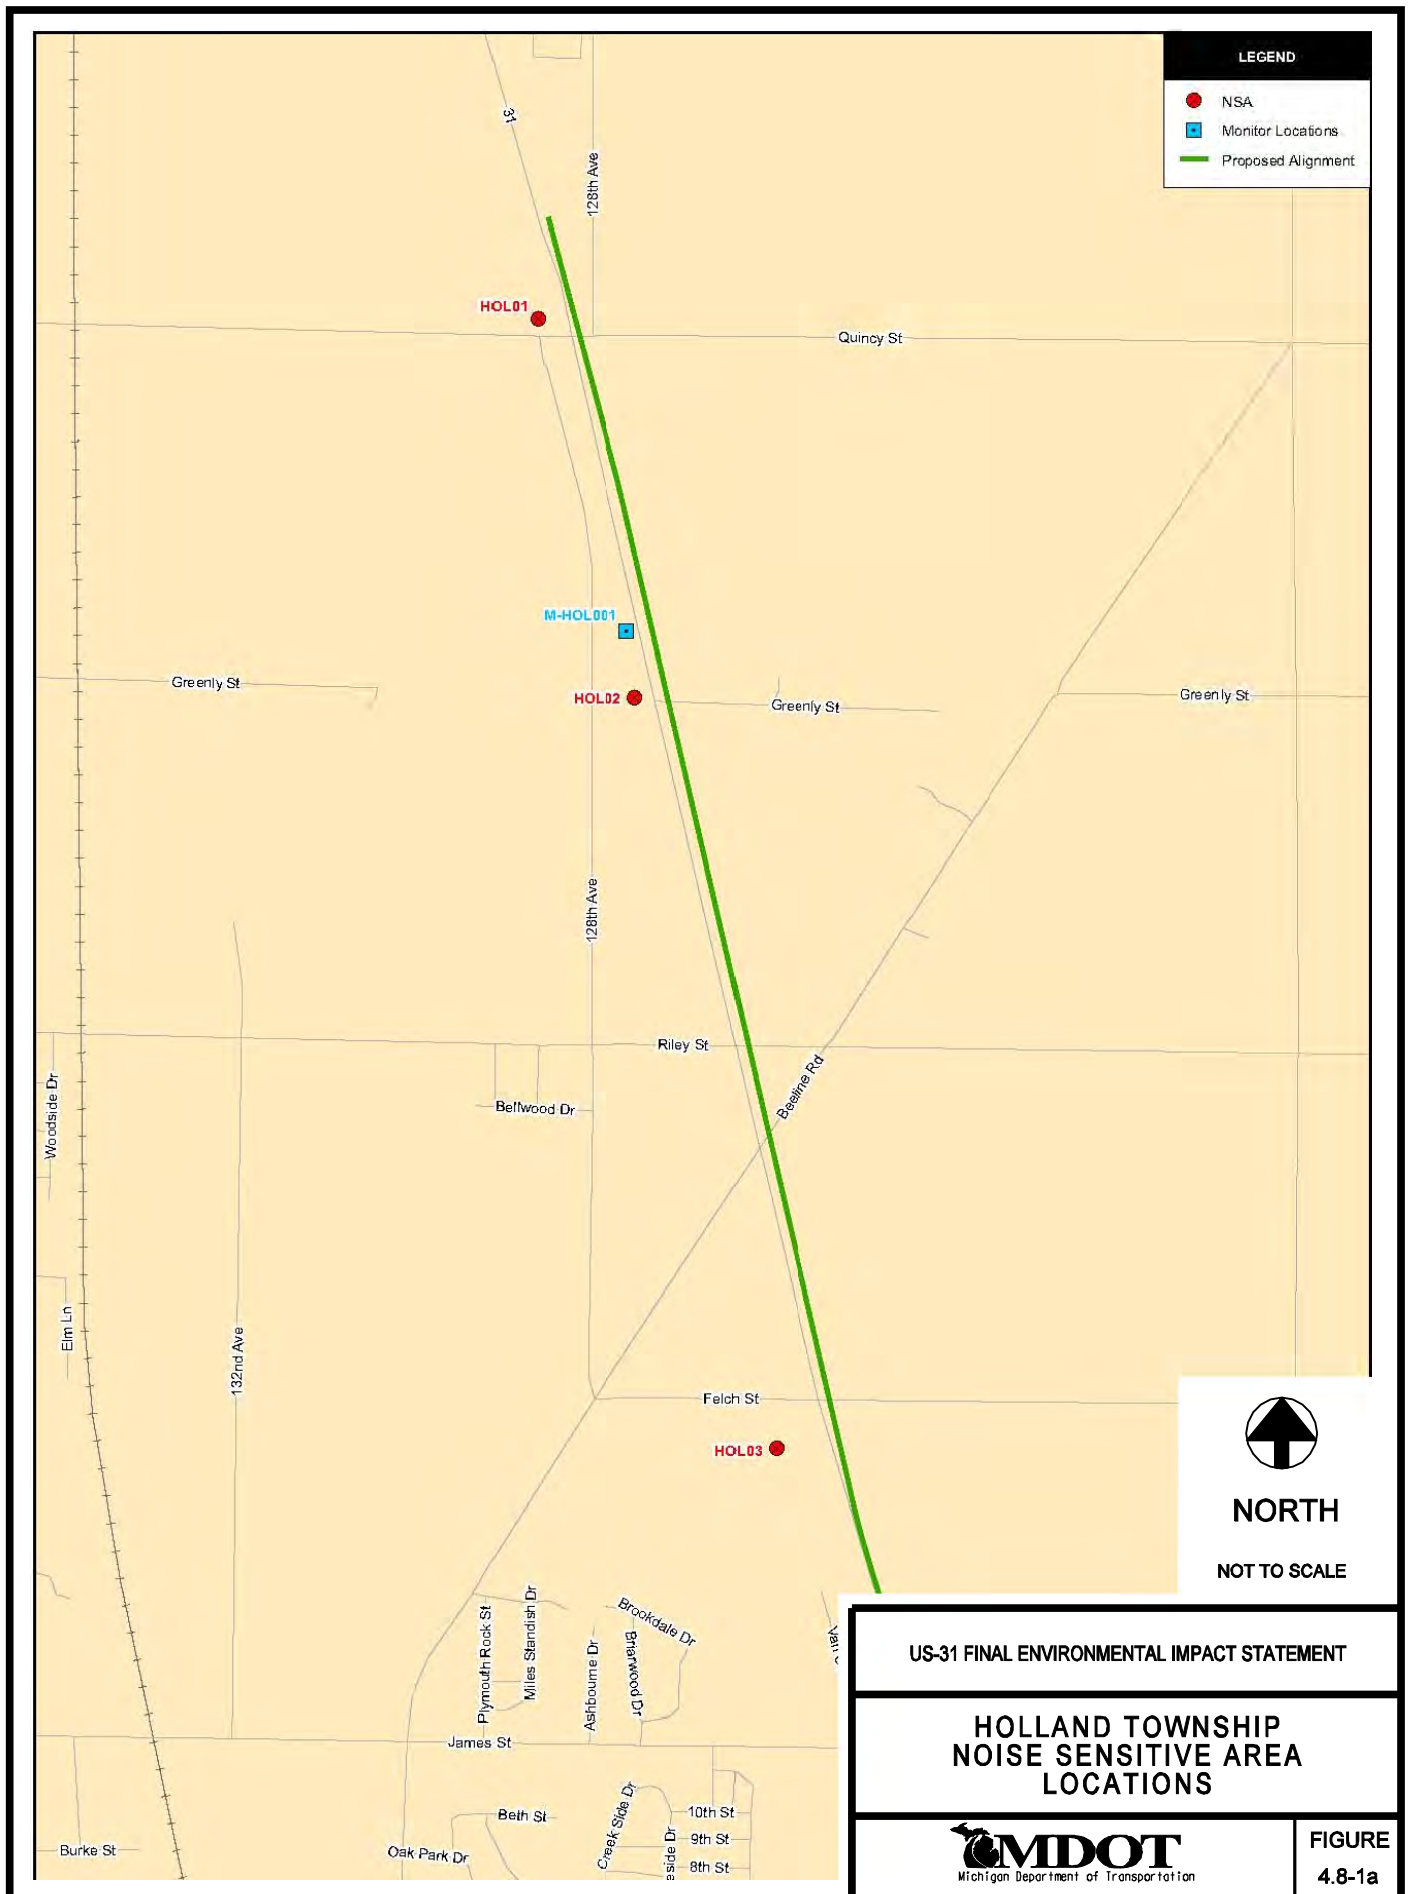 LEGEND
NSA
Monitor Locations
Proposed Alignment
31
128th Ave
HOL01
Quincy St
M-HOL001
Greenly St
HOL02
Greenly St
Greenly St
128th Ave
Riley St
Beeline Rd
Bellwood Dr
Woodside Dr
Elm Ln
132nd Ave
Felch St
HOL03
NORTH
NOT TO SCALE
Plymouth Rock St
Miles Standish Dr
Ashbourne Dr
Brookdale Dr
Briarwood Dr
James St
Beth St
Creek Side Dr
10th St
9th St
8th St
eside Dr
Burke St
Oak Park Dr
US-31 FINAL ENVIRONMENTAL IMPACT STATEMENT
HOLLAND TOWNSHIP
NOISE SENSITIVE AREA
LOCATIONS
MDOT
Michigan Department of Transportation
FIGURE
4.8-1a